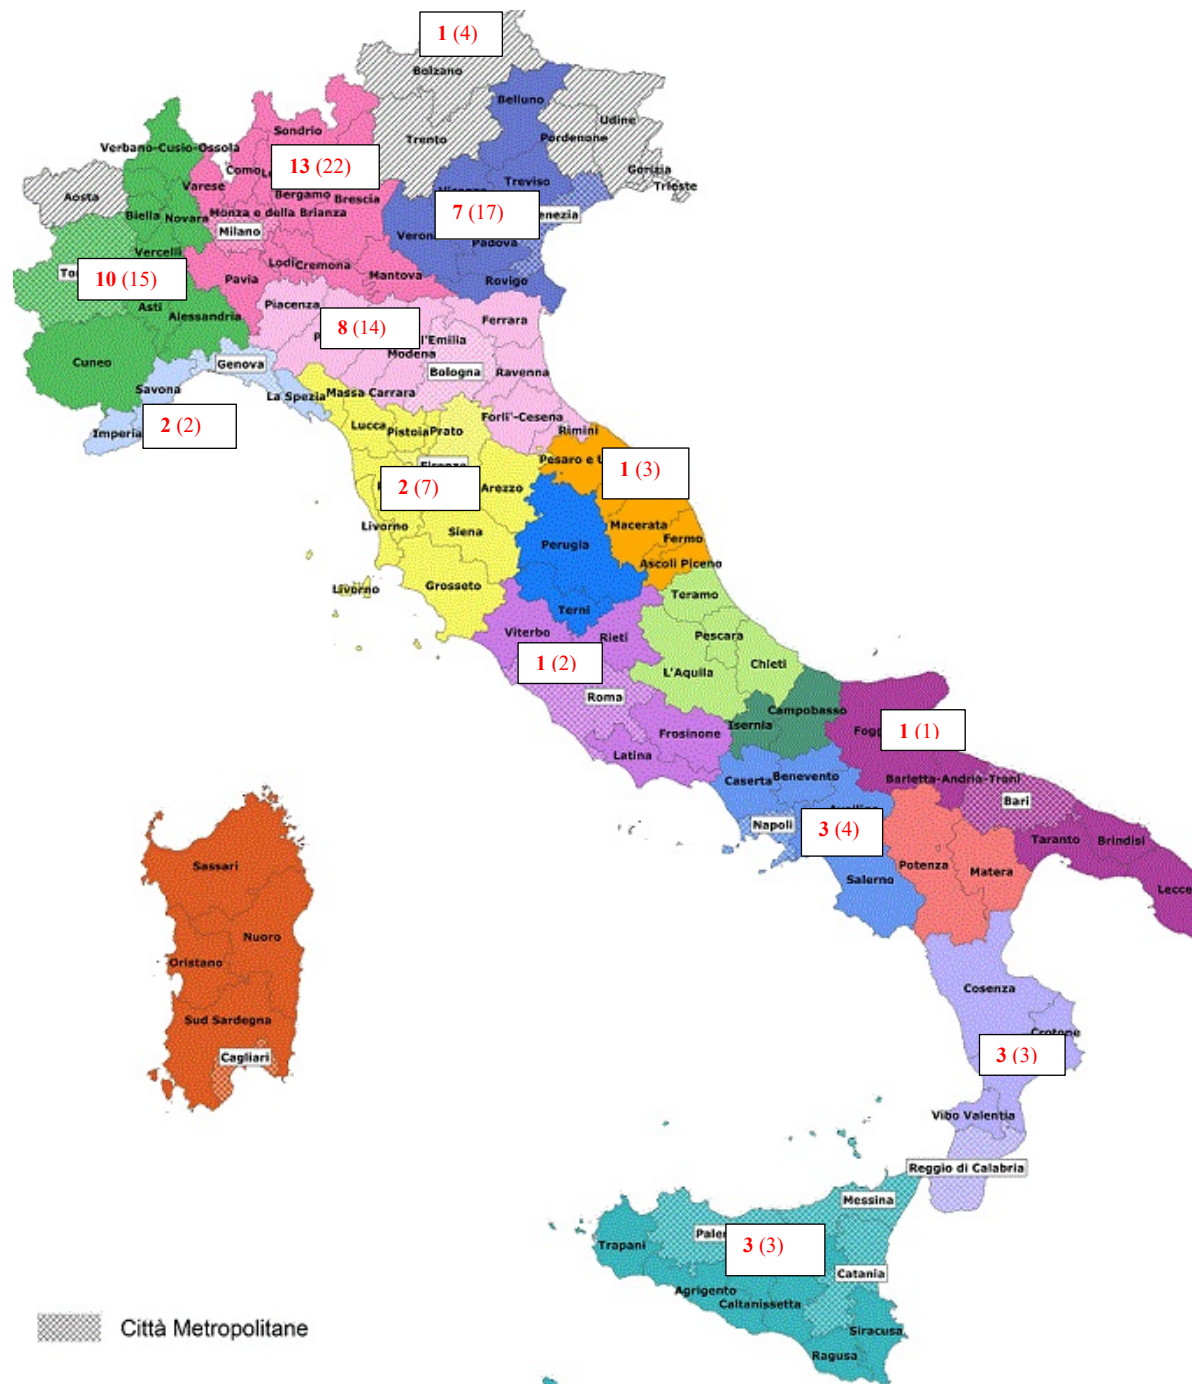 1 (4)
Bolzano
Belluno
Trento
Udine
Pordenone
Gorizia
Trieste
Sondrio
Verbano-Cusio-Ossola
Como
13 (22)
Aosta
Varese
Bergamo
Brescia
Treviso
Biella
Novara
Monza e della Brianza
Milano
7 (17)
Verona
Padova
Vercelli
Lodi
Cremona
Mantova
Rovigo
Pavia
10 (15)
Asti
Alessandria
Piacenza
8 (14)
Ferrara
l'Emilia
Modena
Bologna
Ravenna
Cuneo
Genova
Savona
La Spezia
Massa Carrara
Forli'-Cesena
Rimini
Imperia
2 (2)
Lucca
Pistoia
Prato
Pesaro e U
1 (3)
2 (7)
Arezzo
Livorno
Siena
Macerata
Fermo
Perugia
Ascoli Piceno
Livorno
Grosseto
Teramo
Terni
Viterbo
Rieti
Pescara
1 (2)
L'Aquila
Chieti
Roma
Campobasso
Isernia
Frosinone
Latina
Fogg
1 (1)
Caserta
Benevento
Barletta-Andria-Trani
Bari
Napoli
3 (4)
Taranto
Brindisi
Potenza
Matera
Salerno
Lecce
Sassari
Nuoro
Oristano
Sud Sardegna
Cagliari
Cosenza
Crotone
3 (3)
Vibo Valentia
Reggio di Calabria
Messina
Paler
3 (3)
Trapani
Catania
Agrigento
Caltanissetta
Siracusa
Ragusa
Città Metropolitane